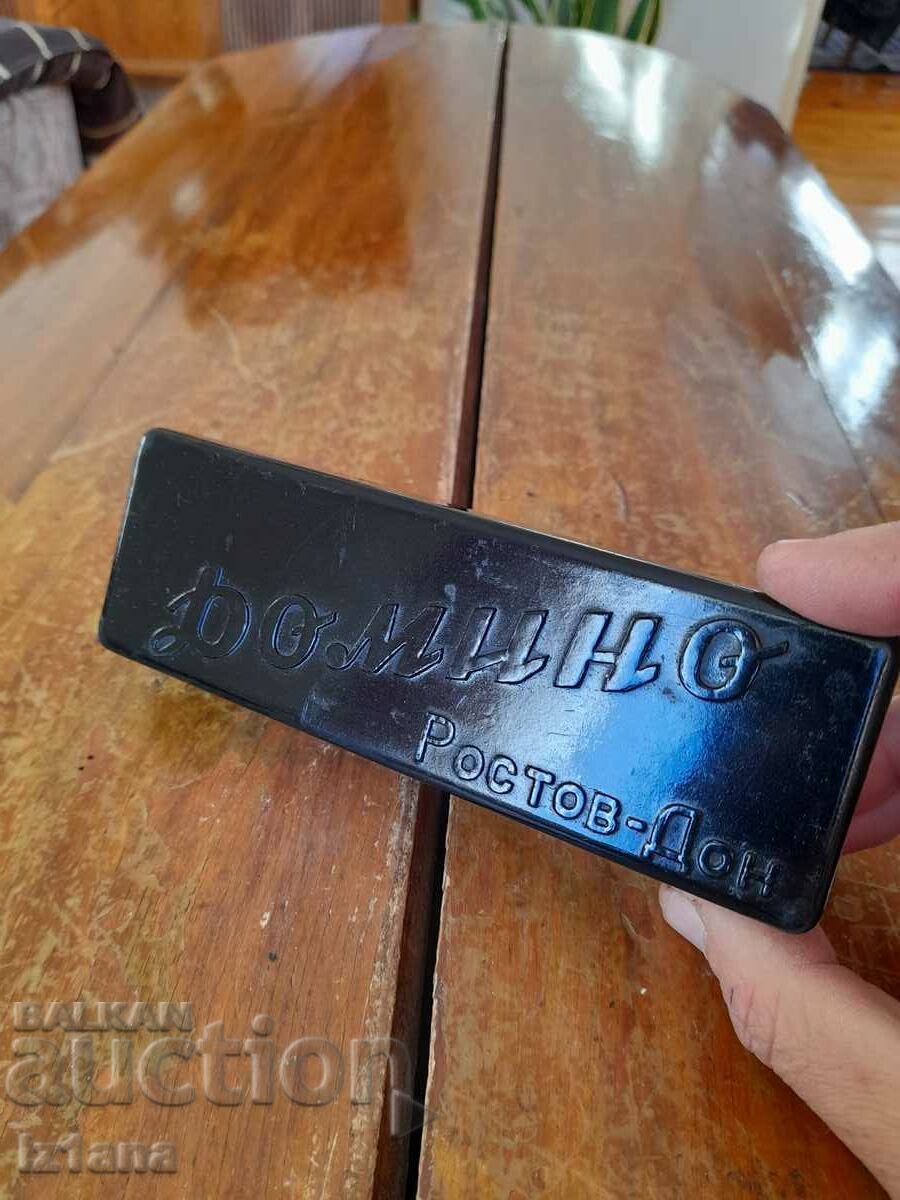 Домино
Ростов-Дон
BALKAN
auction
iz1ana